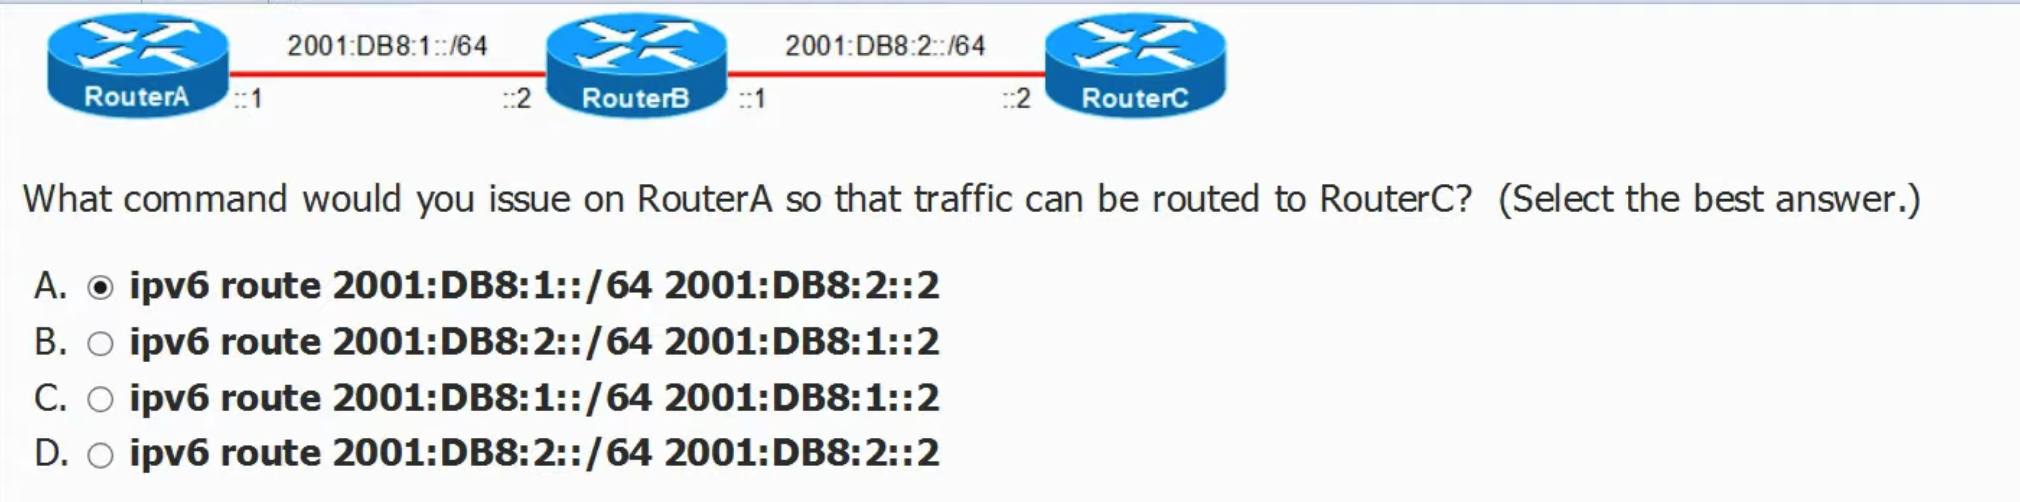 2001:DB8:1::/64 2001:DB8:2::/64
RouterA ::1 ::2 RouterB ::1 ::2 RouterC
What command would you issue on RouterA so that traffic can be routed to RouterC? (Select the best answer.)
A. ipv6 route 2001:DB8:1::/64 2001:DB8:2::2
B. ipv6 route 2001:DB8:2::/64 2001:DB8:1::2
C. ipv6 route 2001:DB8:1::/64 2001:DB8:1::2
D. ipv6 route 2001:DB8:2::/64 2001:DB8:2::2